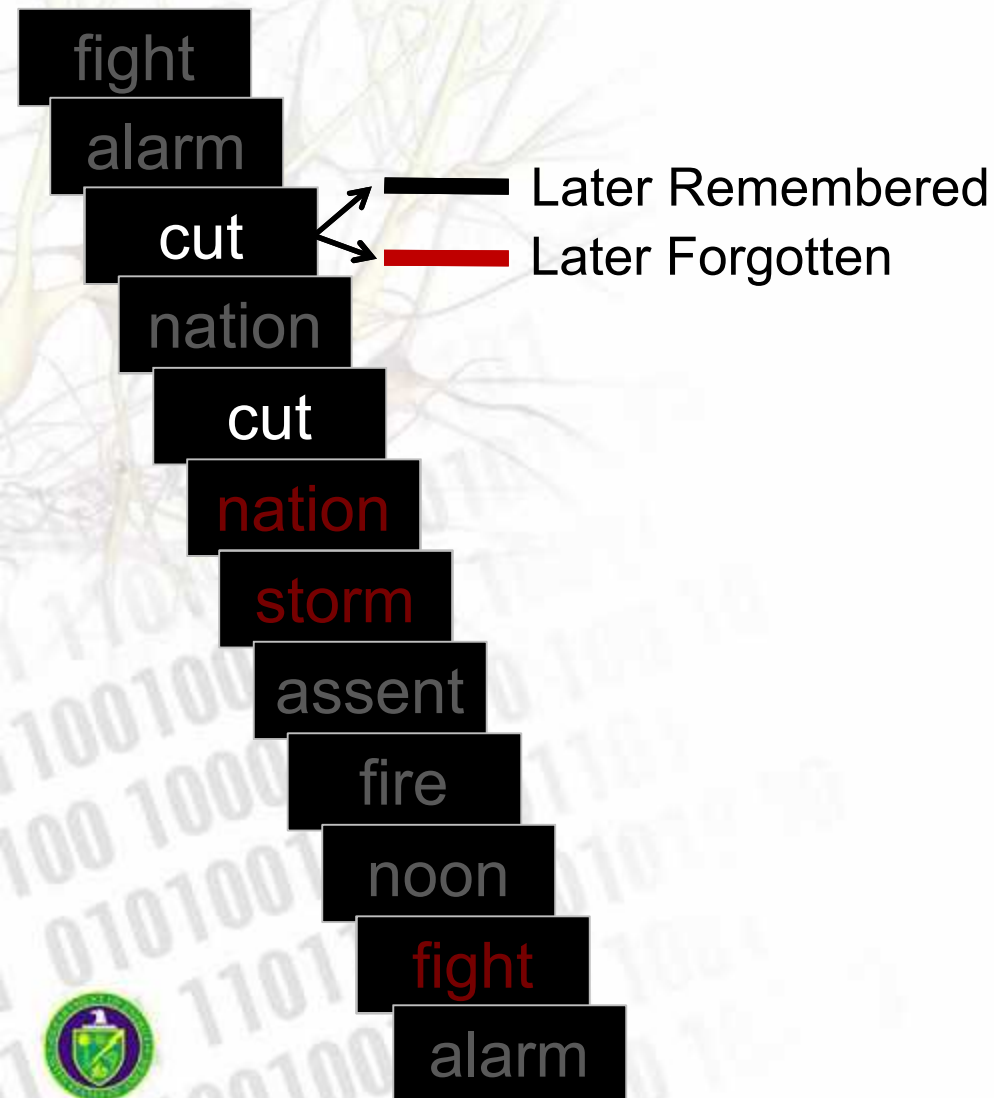 fight
alarm
Later Remembered
cut
Later Forgotten
nation
cut
nation
storm
assent
fire
noon
fight
alarm